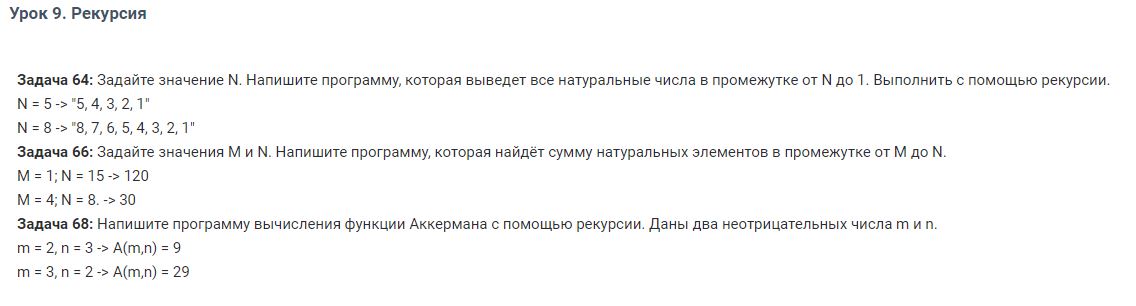 Урок 9. Рекурсия
Задача 64: Задайте значение N. Напишите программу, которая выведет все натуральные числа в промежутке от N до 1. Выполнить с помощью рекурсии.
N = 5 -> "5, 4, 3, 2, 1"
N = 8 -> "8, 7, 6, 5, 4, 3, 2, 1"
Задача 66: Задайте значения M и N. Напишите программу, которая найдёт сумму натуральных элементов в промежутке от M до N.
M = 1; N = 15 -> 120
M = 4; N = 8. -> 30
Задача 68: Напишите программу вычисления функции Аккермана с помощью рекурсии. Даны два неотрицательных числа m и n.
m = 2, n = 3 -> A(m,n) = 9
m = 3, n = 2 -> A(m,n) = 29